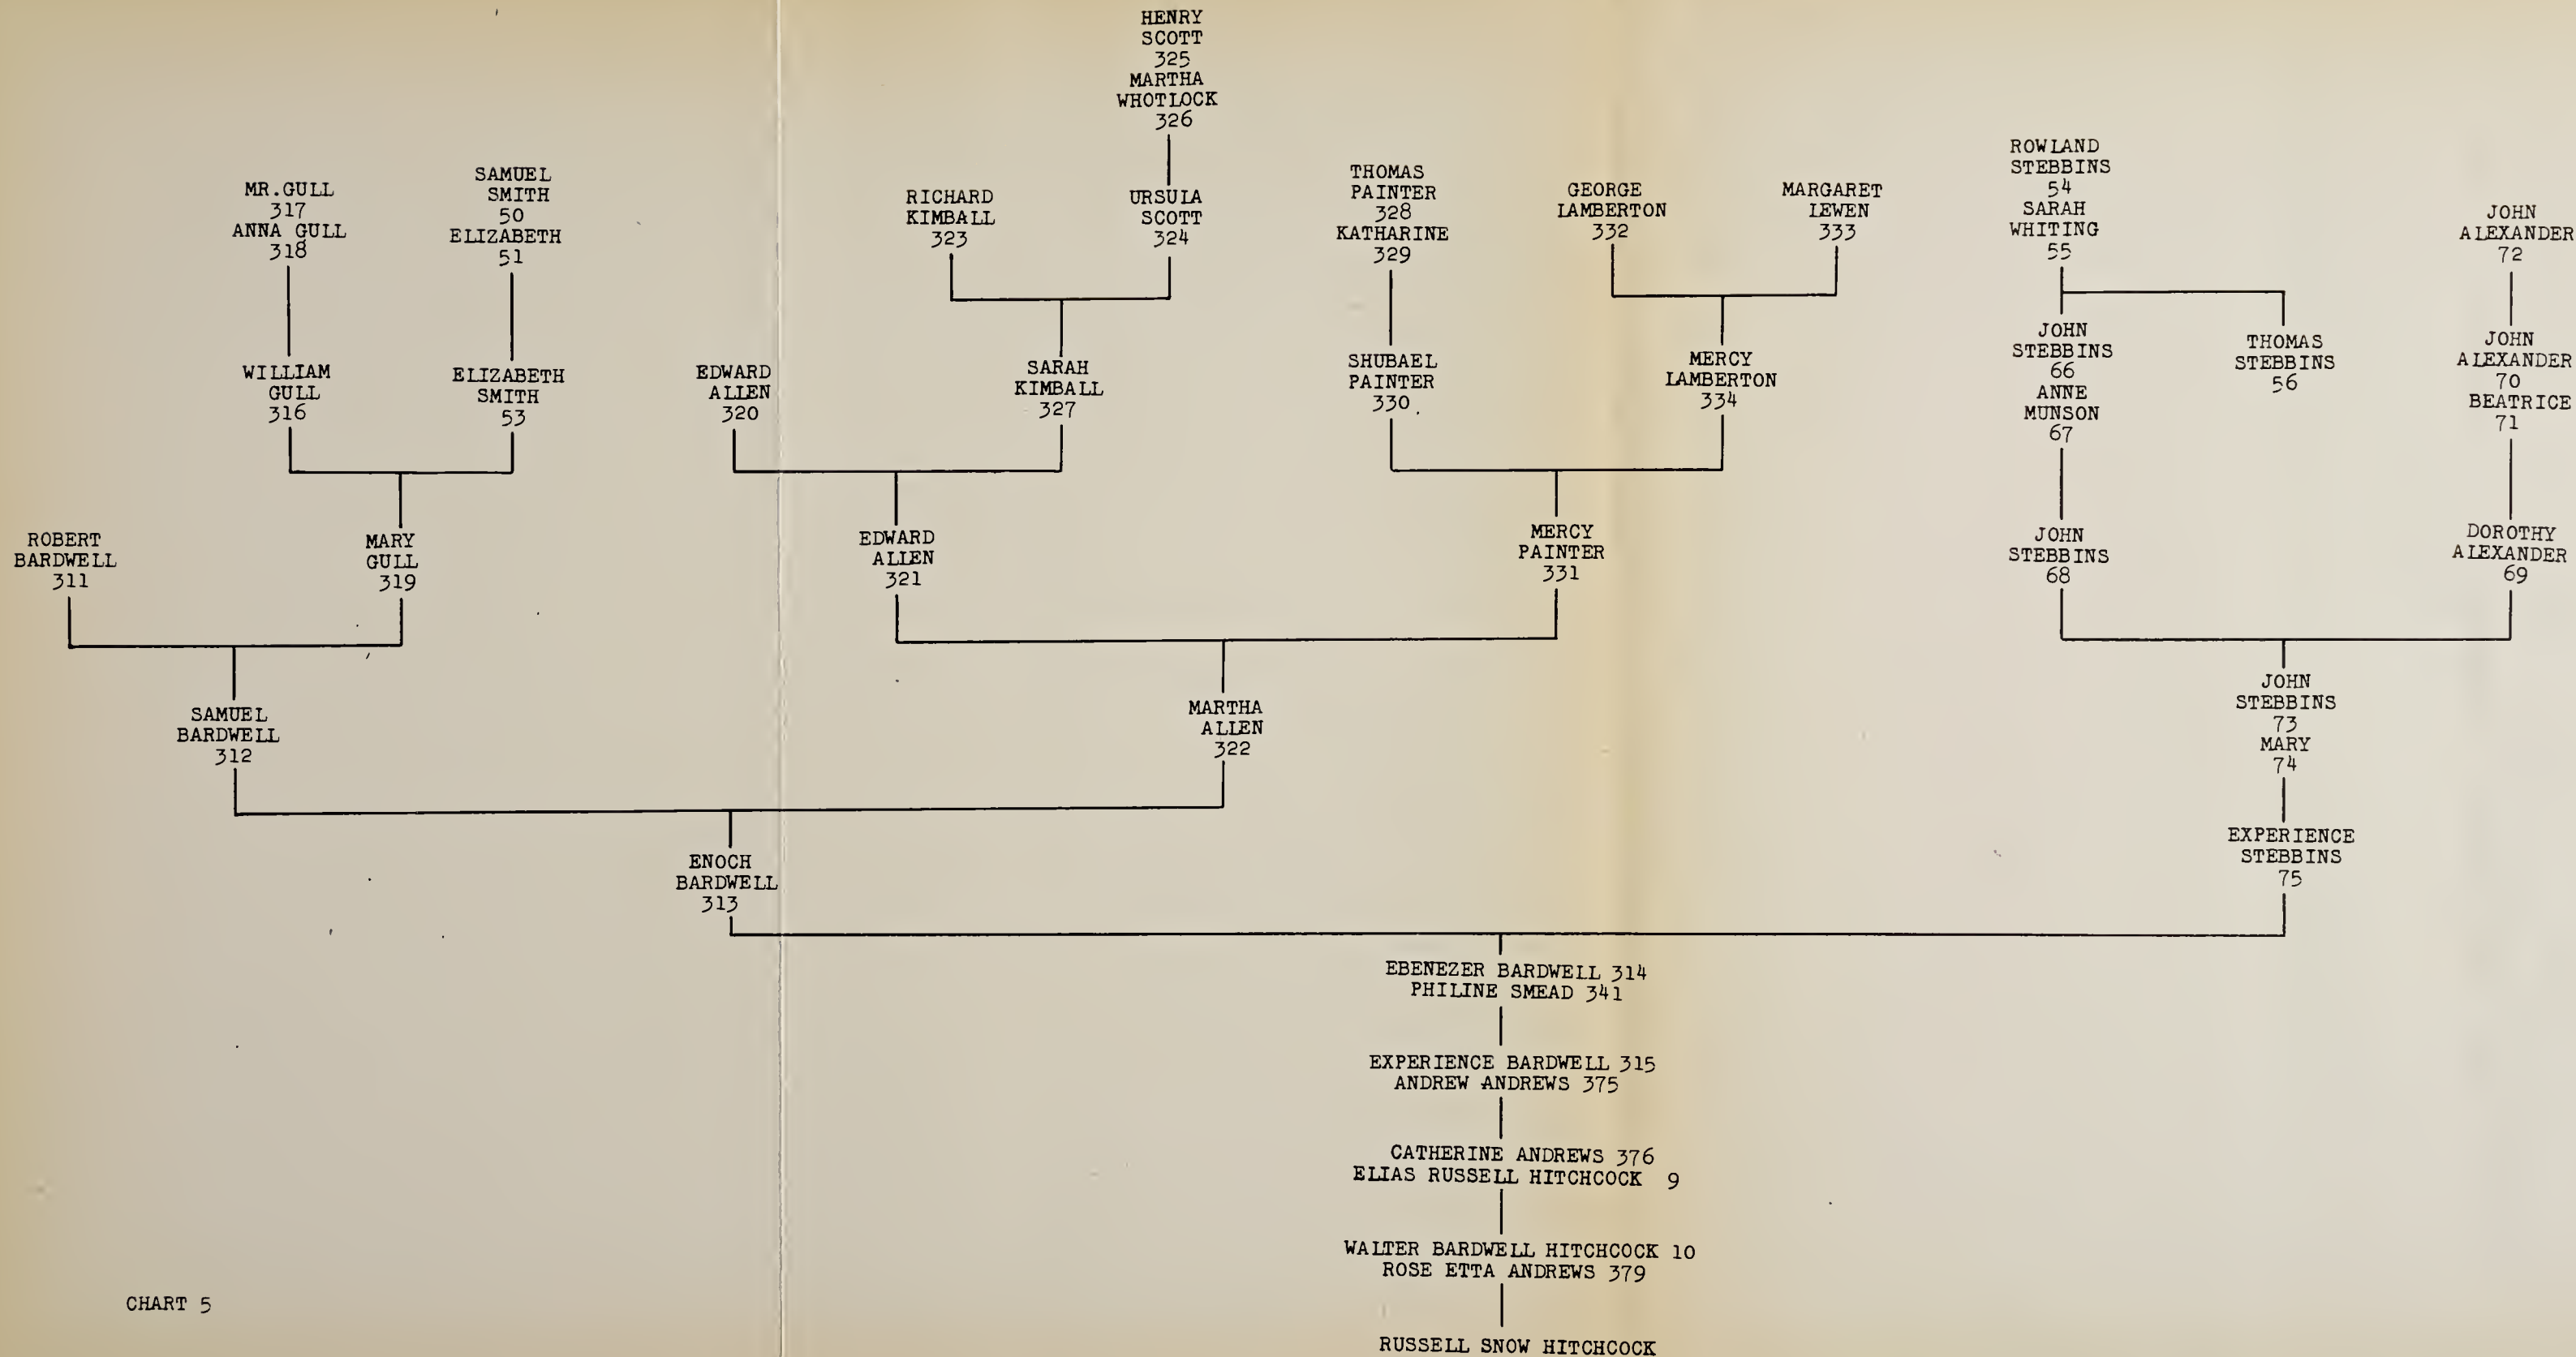 HENRY
SCOTT
325
MARTHA
WHOTLOCK
326
MR.GULL
317
ANNA GULL
318
SAMUEL
SMITH
50
ELIZABETH
51
RICHARD
KIMBALL
323
URSULA
SCOTT
324
THOMAS
PAINTER
328
KATHARINE
329
GEORGE
LAMBERTON
332
MARGARET
LEWEN
333
ROWLAND
STEBBINS
54
SARAH
WHITING
55
JOHN
ALEXANDER
72
WILLIAM
GULL
316
ELIZABETH
SMITH
53
EDWARD
ALLEN
320
SARAH
KIMBALL
327
SHUBAEL
PAINTER
330
MERCY
LAMBERTON
334
JOHN
STEBBINS
66
ANNE
MUNSON
67
THOMAS
STEBBINS
56
JOHN
ALEXANDER
70
BEATRICE
71
ROBERT
BARDWELL
311
MARY
GULL
319
EDWARD
ALLEN
321
MERCY
PAINTER
331
JOHN
STEBBINS
68
DOROTHY
ALEXANDER
69
SAMUEL
BARDWELL
312
MARTHA
ALLEN
322
JOHN
STEBBINS
73
MARY
74
ENOCH
BARDWELL
313
EXPERIENCE
STEBBINS
75
EBENEZER BARDWELL 314
PHILINE SMEAD 341
EXPERIENCE BARDWELL 315
ANDREW ANDREWS 375
CATHERINE ANDREWS 376
ELIAS RUSSELL HITCHCOCK 9
WALTER BARDWELL HITCHCOCK 10
ROSE ETTA ANDREWS 379
RUSSELL SNOW HITCHCOCK
CHART 5